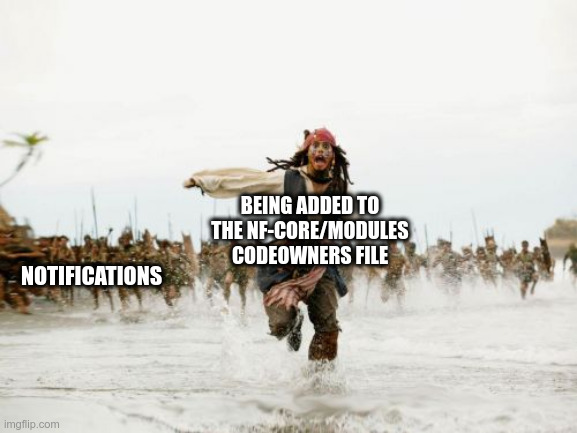 BEING ADDED TO
THE NF-CORE/MODULES
CODEOWNERS FILE
NOTIFICATIONS
imgflip.com